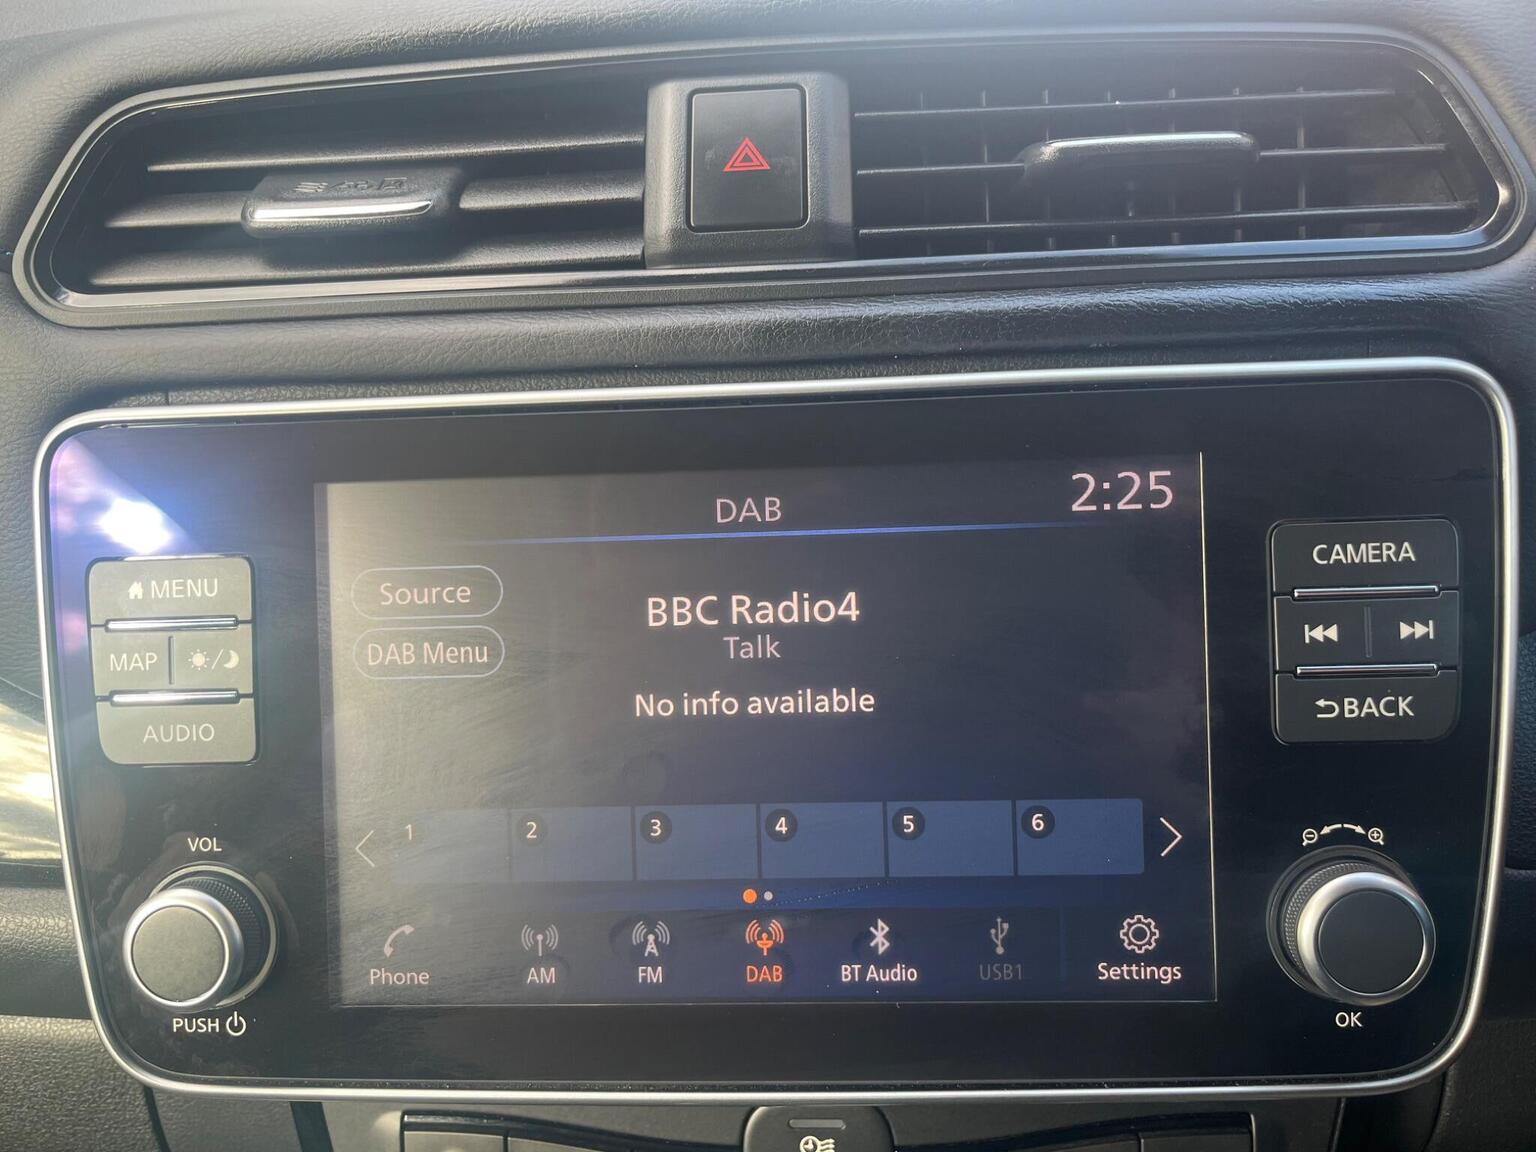 DAB
2:25
MENU
MAP
AUDIO
Source
DAB Menu
BBC Radio4
Talk
No info available
CAMERA
BACK
1 2 3 4 5 6
VOL
PUSH
Phone
AM
FM
DAB
BT Audio
USB1
Settings
OK